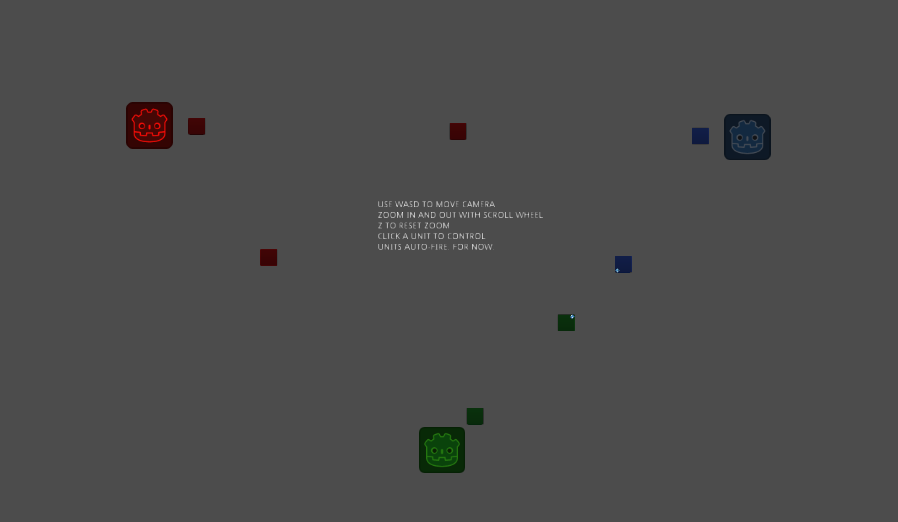 USE WASD TO MOVE CAMERA
ZOOM IN AND OUT WITH SCROLL WHEEL
Z TO RESET ZOOM
CLICK A UNIT TO CONTROL
UNITS AUTO-FIRE FOR NOW